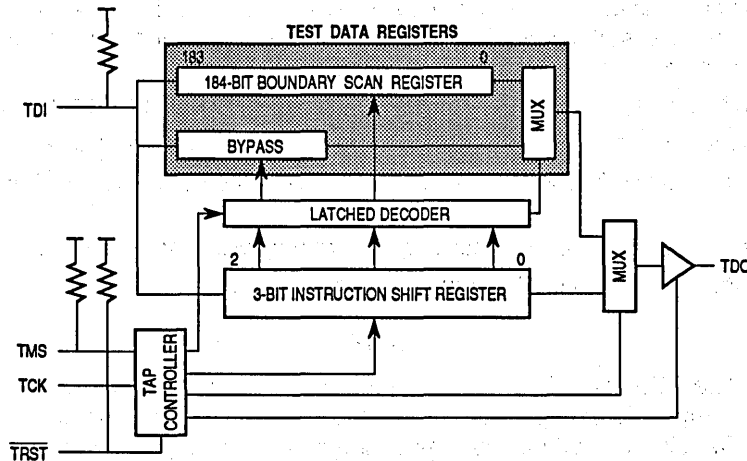 TEST DATA REGISTERS
183
0
184-BIT BOUNDARY SCAN REGISTER
TDI
MUX
BYPASS
LATCHED DECODER
2
0
3-BIT INSTRUCTION SHIFT REGISTER
MUX
TDO
TMS
TAP
CONTROLLER
TCK
TRST